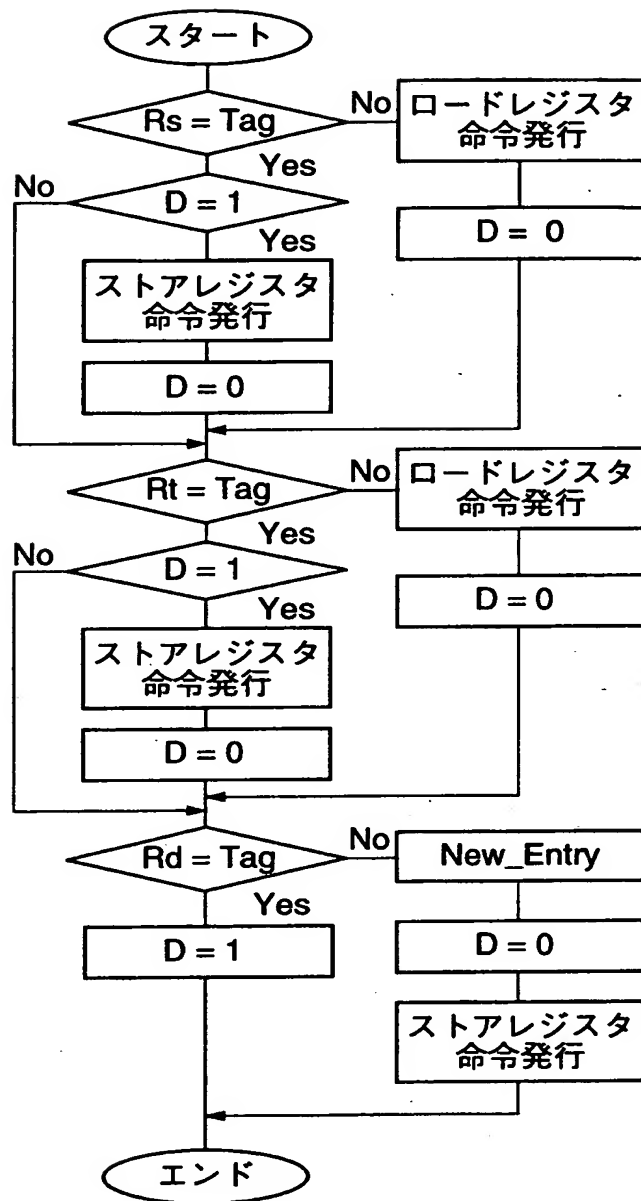 スタート
Rs = Tag
No
ロードレジスタ
命令発行
Yes
No
D = 1
D = 0
Yes
ストアレジスタ
命令発行
D = 0
Rt = Tag
No
ロードレジスタ
命令発行
Yes
No
D = 1
D = 0
Yes
ストアレジスタ
命令発行
D = 0
Rd = Tag
No
New_Entry
Yes
D = 1
D = 0
ストアレジスタ
命令発行
エンド